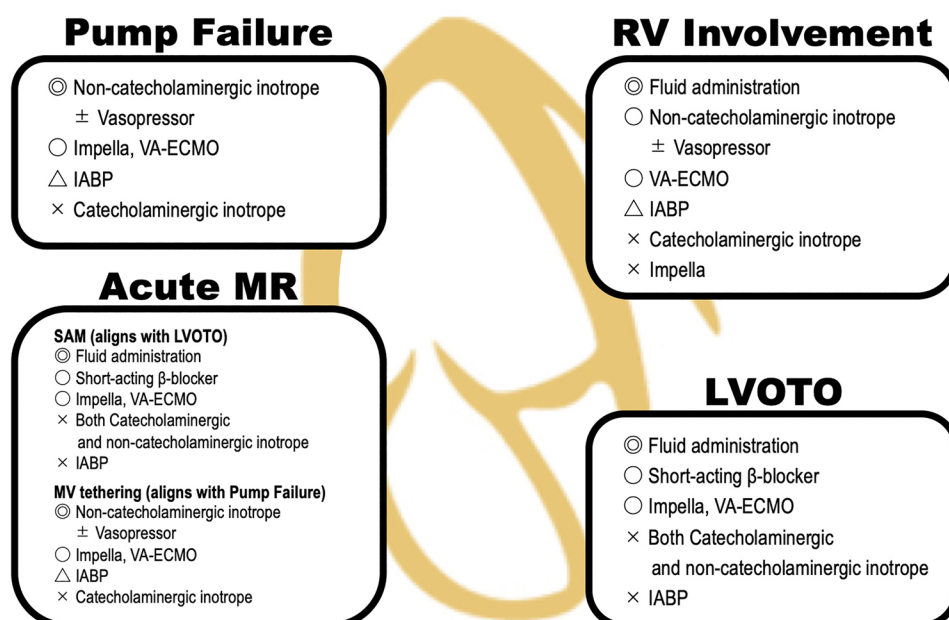 Pump Failure
◎ Non-catecholaminergic inotrope
± Vasopressor
○ Impella, VA-ECMO
△ IABP
× Catecholaminergic inotrope
Acute MR
SAM (aligns with LVOTO)
◎ Fluid administration
○ Short-acting β-blocker
○ Impella, VA-ECMO
× Both Catecholaminergic
and non-catecholaminergic inotrope
× IABP
MV tethering (aligns with Pump Failure)
◎ Non-catecholaminergic inotrope
± Vasopressor
○ Impella, VA-ECMO
△ IABP
× Catecholaminergic inotrope
RV Involvement
◎ Fluid administration
○ Non-catecholaminergic inotrope
± Vasopressor
○ VA-ECMO
△ IABP
× Catecholaminergic inotrope
× Impella
LVOTO
◎ Fluid administration
○ Short-acting β-blocker
○ Impella, VA-ECMO
× Both Catecholaminergic
and non-catecholaminergic inotrope
× IABP